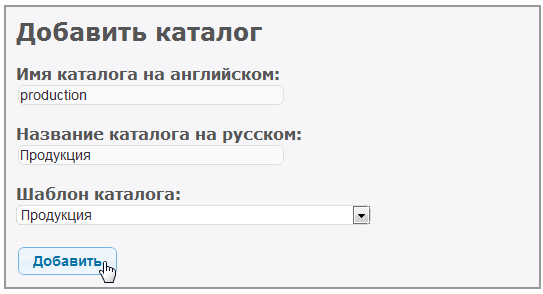 Добавить каталог
Имя каталога на английском:
production
Название каталога на русском:
Продукция
Шаблон каталога:
Продукция
Добавить